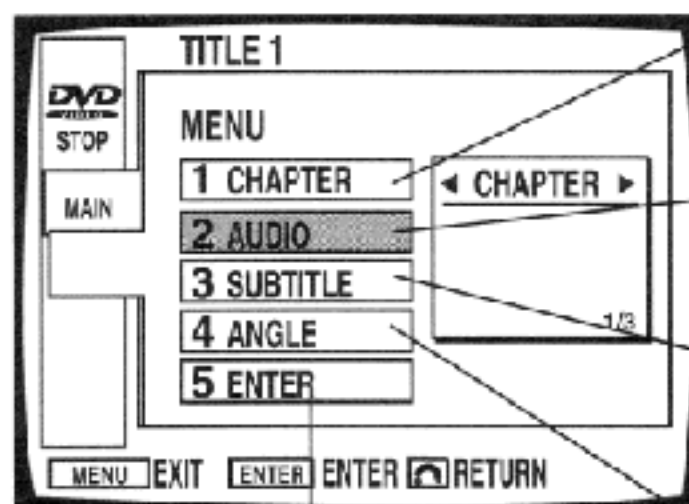 TITLE 1
DVD
VIDEO
STOP
MAIN
MENU
1 CHAPTER
2 AUDIO
3 SUBTITLE
4 ANGLE
5 ENTER
◄ CHAPTER ►
1/3
MENU EXIT ENTER ENTER RETURN